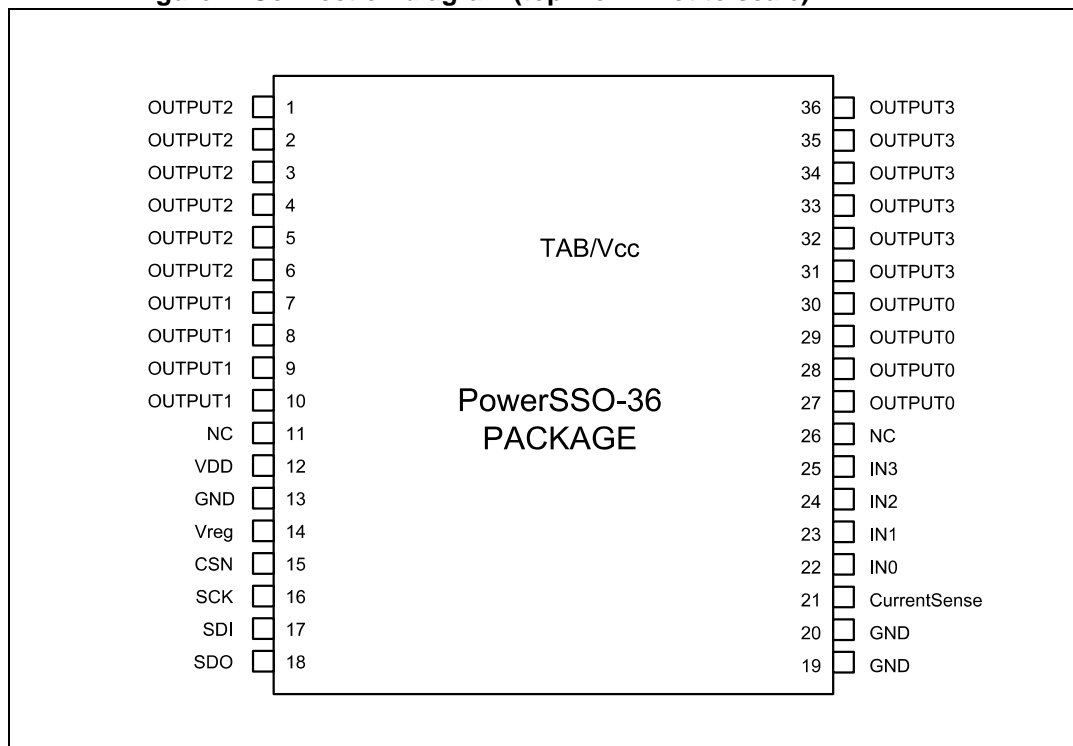 OUTPUT2 1
OUTPUT2 2
OUTPUT2 3
OUTPUT2 4
OUTPUT2 5
OUTPUT2 6
OUTPUT1 7
OUTPUT1 8
OUTPUT1 9
OUTPUT1 10
NC 11
VDD 12
GND 13
Vreg 14
CSN 15
SCK 16
SDI 17
SDO 18
TAB/Vcc
PowerSSO-36
PACKAGE
36 OUTPUT3
35 OUTPUT3
34 OUTPUT3
33 OUTPUT3
32 OUTPUT3
31 OUTPUT3
30 OUTPUT0
29 OUTPUT0
28 OUTPUT0
27 OUTPUT0
26 NC
25 IN3
24 IN2
23 IN1
22 IN0
21 CurrentSense
20 GND
19 GND